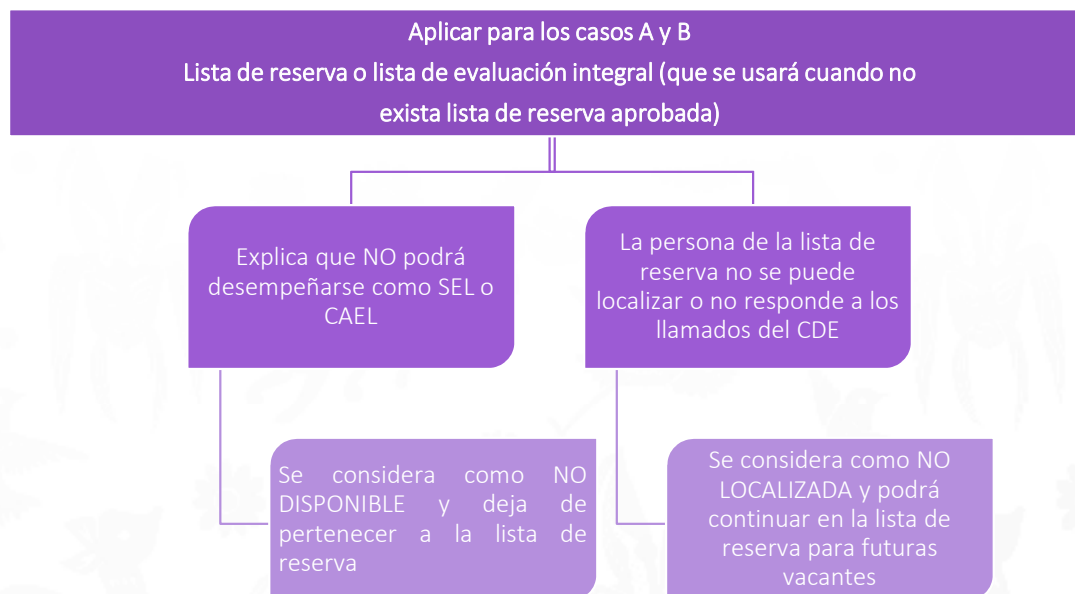 Aplicar para los casos A y B
Lista de reserva o lista de evaluación integral (que se usará cuando no
exista lista de reserva aprobada)
Explica que NO podrá
desempeñarse como SEL o
CAEL
La persona de la lista de
reserva no se puede
localizar o no responde a los
llamados del CDE
Se considera como NO
DISPONIBLE y deja de
pertenecer a la lista de
reserva
Se considera como NO
LOCALIZADA y podrá
continuar en la lista de
reserva para futuras
vacantes